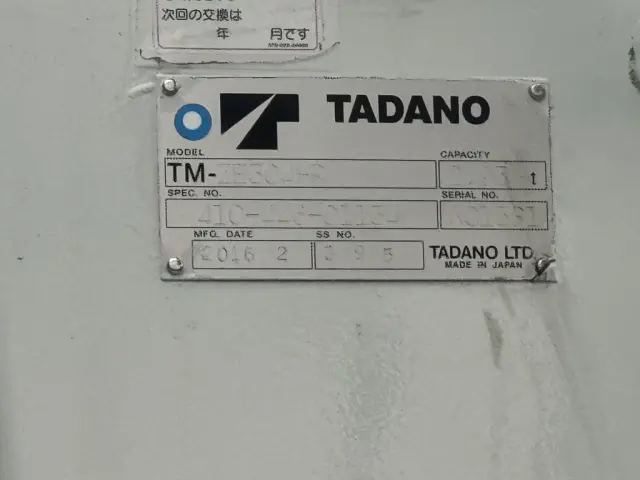 次回の交換は
年 月です
TADANO
MODEL CAPACITY
TM- t
SPEC. NO. SERIAL NO.
MFG. DATE SS NO.
2016 2 395
TADANO LTD.
MADE IN JAPAN